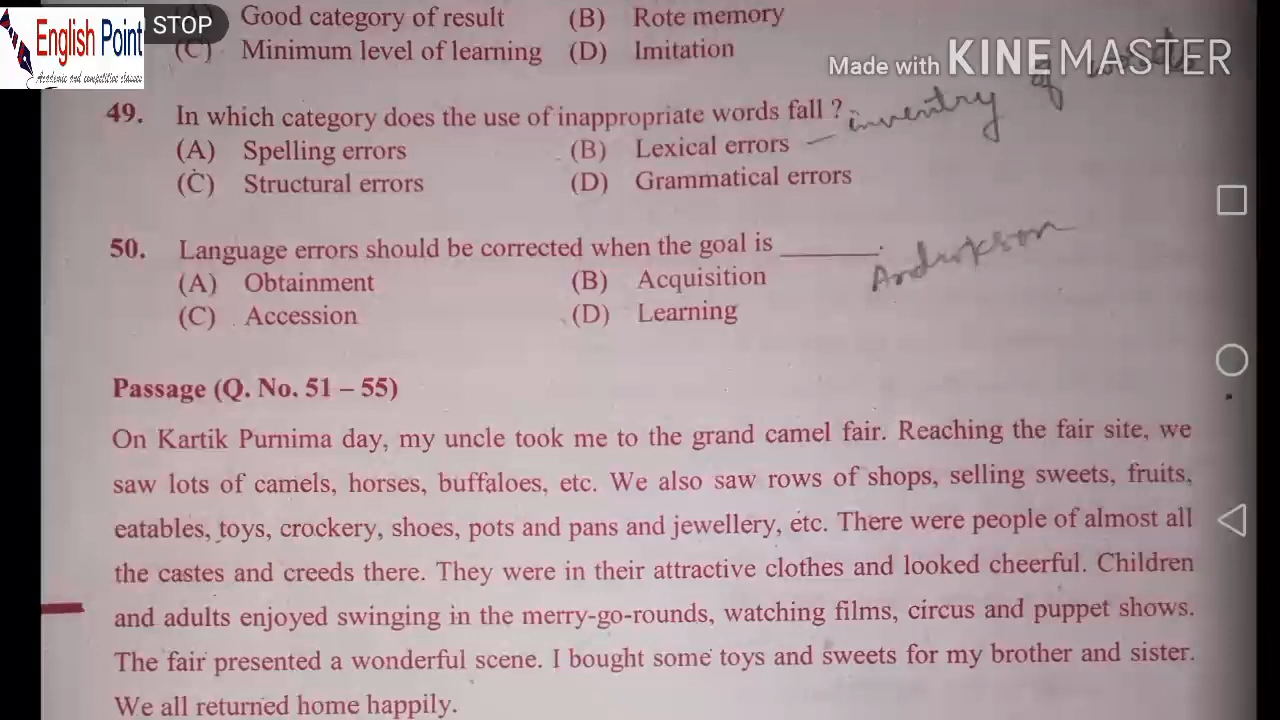 English Point
Academic and competitive classes
STOP
Made with KINEMASTER
(A) Good category of result (B) Rote memory
(C) Minimum level of learning (D) Imitation
49. In which category does the use of inappropriate words fall ? inventry of words
(A) Spelling errors (B) Lexical errors –
(C) Structural errors (D) Grammatical errors
50. Language errors should be corrected when the goal is ________.
(A) Obtainment (B) Acquisition
(C) Accession (D) Learning
Passage (Q. No. 51 – 55)
On Kartik Purnima day, my uncle took me to the grand camel fair. Reaching the fair site, we
saw lots of camels, horses, buffaloes, etc. We also saw rows of shops, selling sweets, fruits,
eatables, toys, crockery, shoes, pots and pans and jewellery, etc. There were people of almost all
the castes and creeds there. They were in their attractive clothes and looked cheerful. Children
and adults enjoyed swinging in the merry-go-rounds, watching films, circus and puppet shows.
The fair presented a wonderful scene. I bought some toys and sweets for my brother and sister.
We all returned home happily.